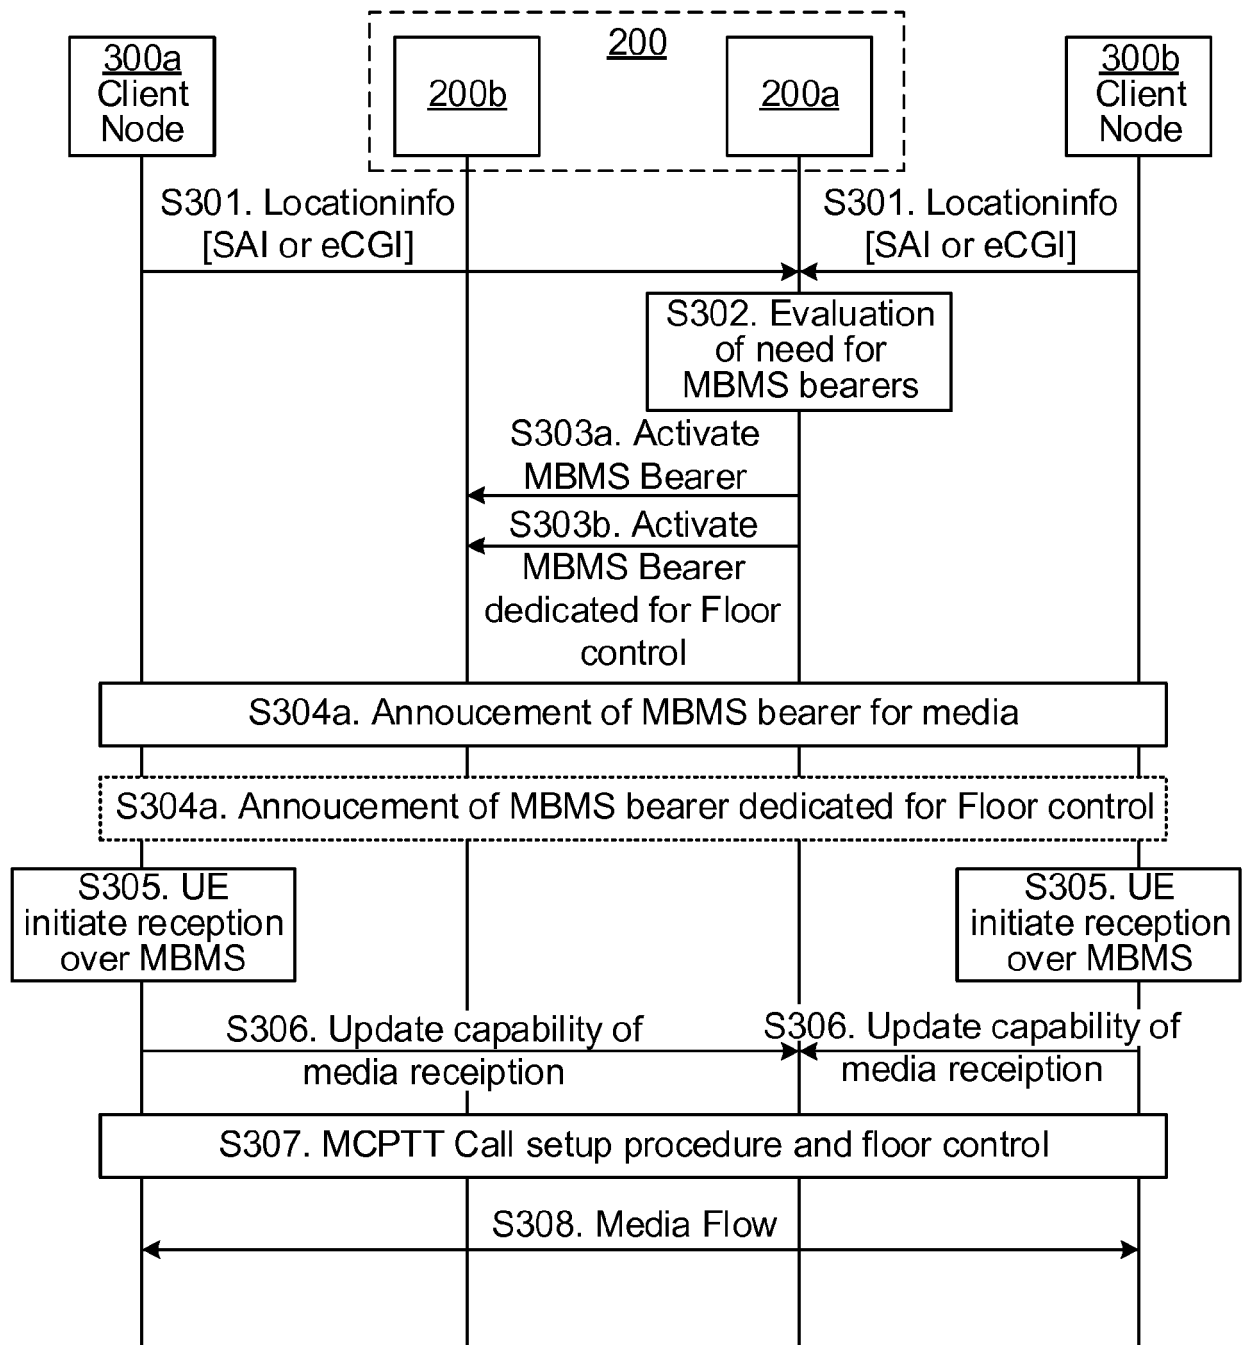 200
300a
Client
Node
200b
200a
300b
Client
Node
S301. Locationinfo
[SAI or eCGI]
S301. Locationinfo
[SAI or eCGI]
S302. Evaluation
of need for
MBMS bearers
S303a. Activate
MBMS Bearer
S303b. Activate
MBMS Bearer
dedicated for Floor
control
S304a. Annoucement of MBMS bearer for media
S304a. Annoucement of MBMS bearer dedicated for Floor control
S305. UE
initiate reception
over MBMS
S305. UE
initiate reception
over MBMS
S306. Update capability of
media receiption
S306. Update capability of
media receiption
S307. MCPTT Call setup procedure and floor control
S308. Media Flow